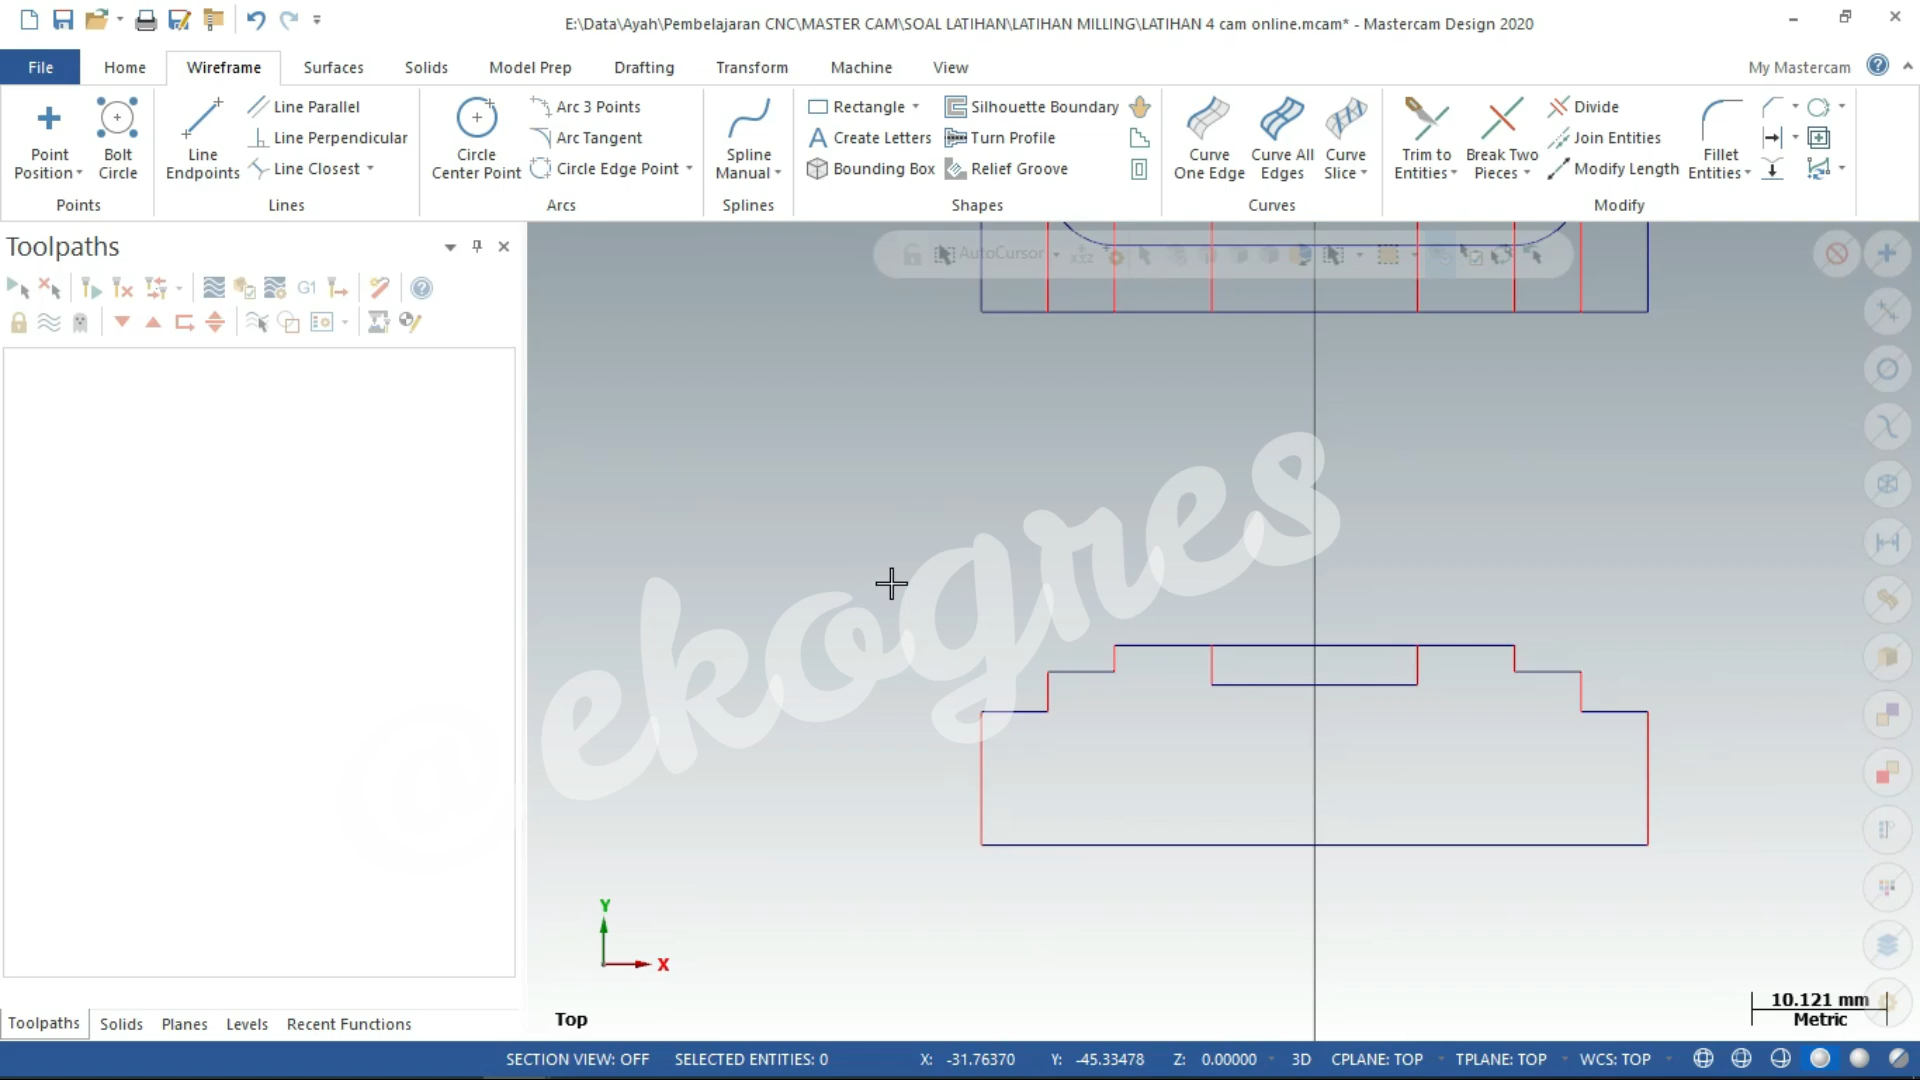 E:\Data\Ayah\Pembelajaran CNC\MASTER CAM\SOAL LATIHAN\LATIHAN MILLING\LATIHAN 4 cam online.mcam* - Mastercam Design 2020
File Home Wireframe Surfaces Solids Model Prep Drafting Transform Machine View My Mastercam
Point Position
Bolt Circle
Points
Line Endpoints
Line Parallel
Line Perpendicular
Line Closest
Lines
Circle Center Point
Arc 3 Points
Arc Tangent
Circle Edge Point
Arcs
Spline Manual
Splines
Rectangle
Create Letters
Bounding Box
Silhouette Boundary
Turn Profile
Relief Groove
Shapes
Curve One Edge
Curve All Edges
Curve Slice
Curves
Trim to Entities
Break Two Pieces
Divide
Join Entities
Modify Length
Fillet Entities
Modify
Toolpaths
G1
AutoCursor
@ekogres
Y
X
Top
10.121 mm
Metric
Toolpaths Solids Planes Levels Recent Functions
SECTION VIEW: OFF SELECTED ENTITIES: 0 X: -31.76370 Y: -45.33478 Z: 0.00000 3D CPLANE: TOP TPLANE: TOP WCS: TOP